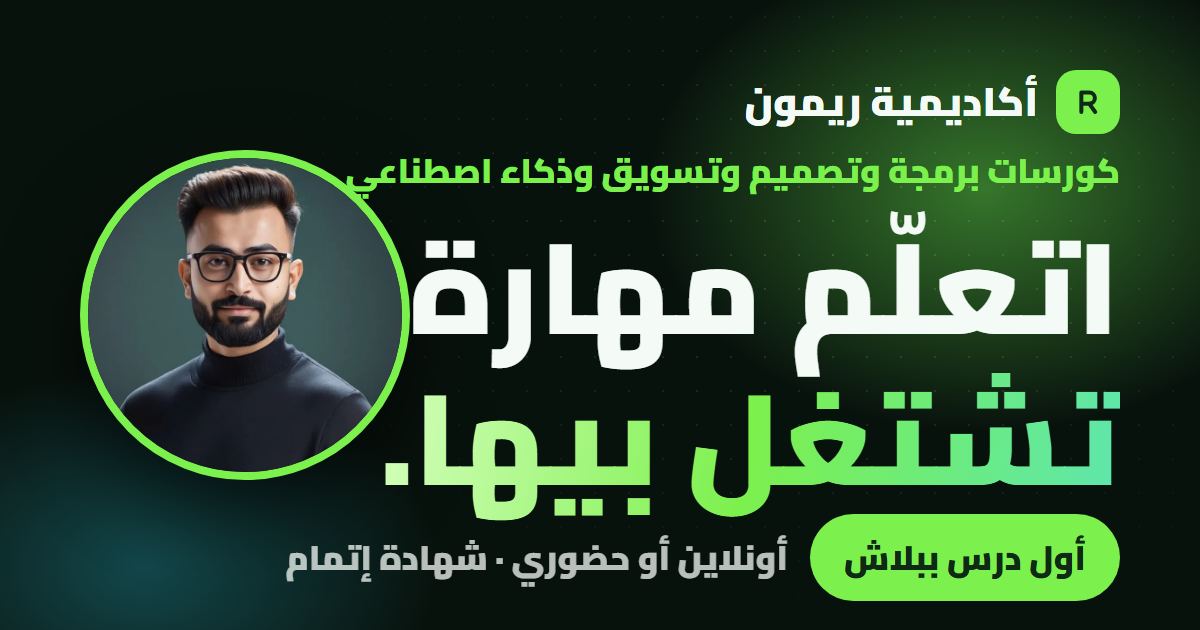 R أكاديمية ريمون
كورسات برمجة وتصميم وتسويق وذكاء اصطناعي
اتعلّم مهارة
تشتغل بيها.
أول درس ببلاش أونلاين أو حضوري · شهادة إتمام